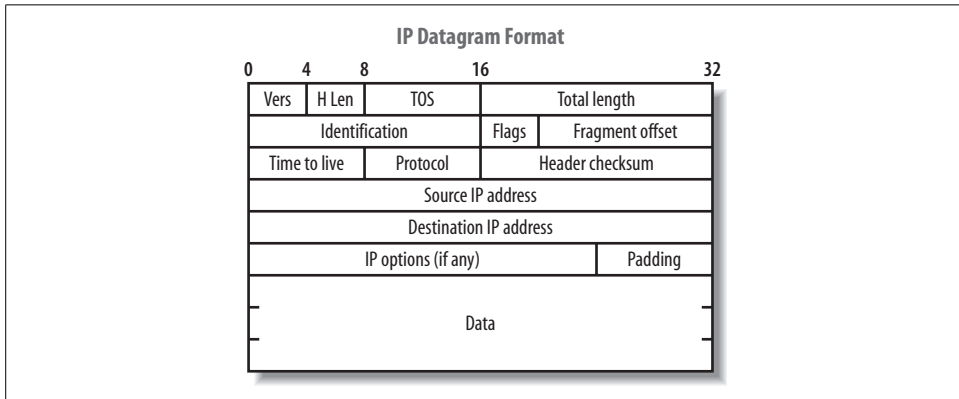 IP Datagram Format
0 4 8 16 32
Vers H Len TOS Total length
Identification Flags Fragment offset
Time to live Protocol Header checksum
Source IP address
Destination IP address
IP options (if any) Padding
Data